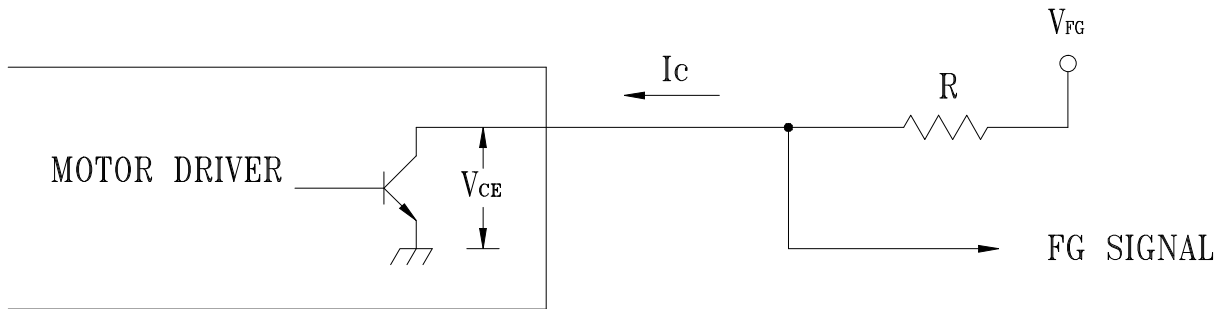 VFG
Ic
R
MOTOR DRIVER
VCE
FG SIGNAL